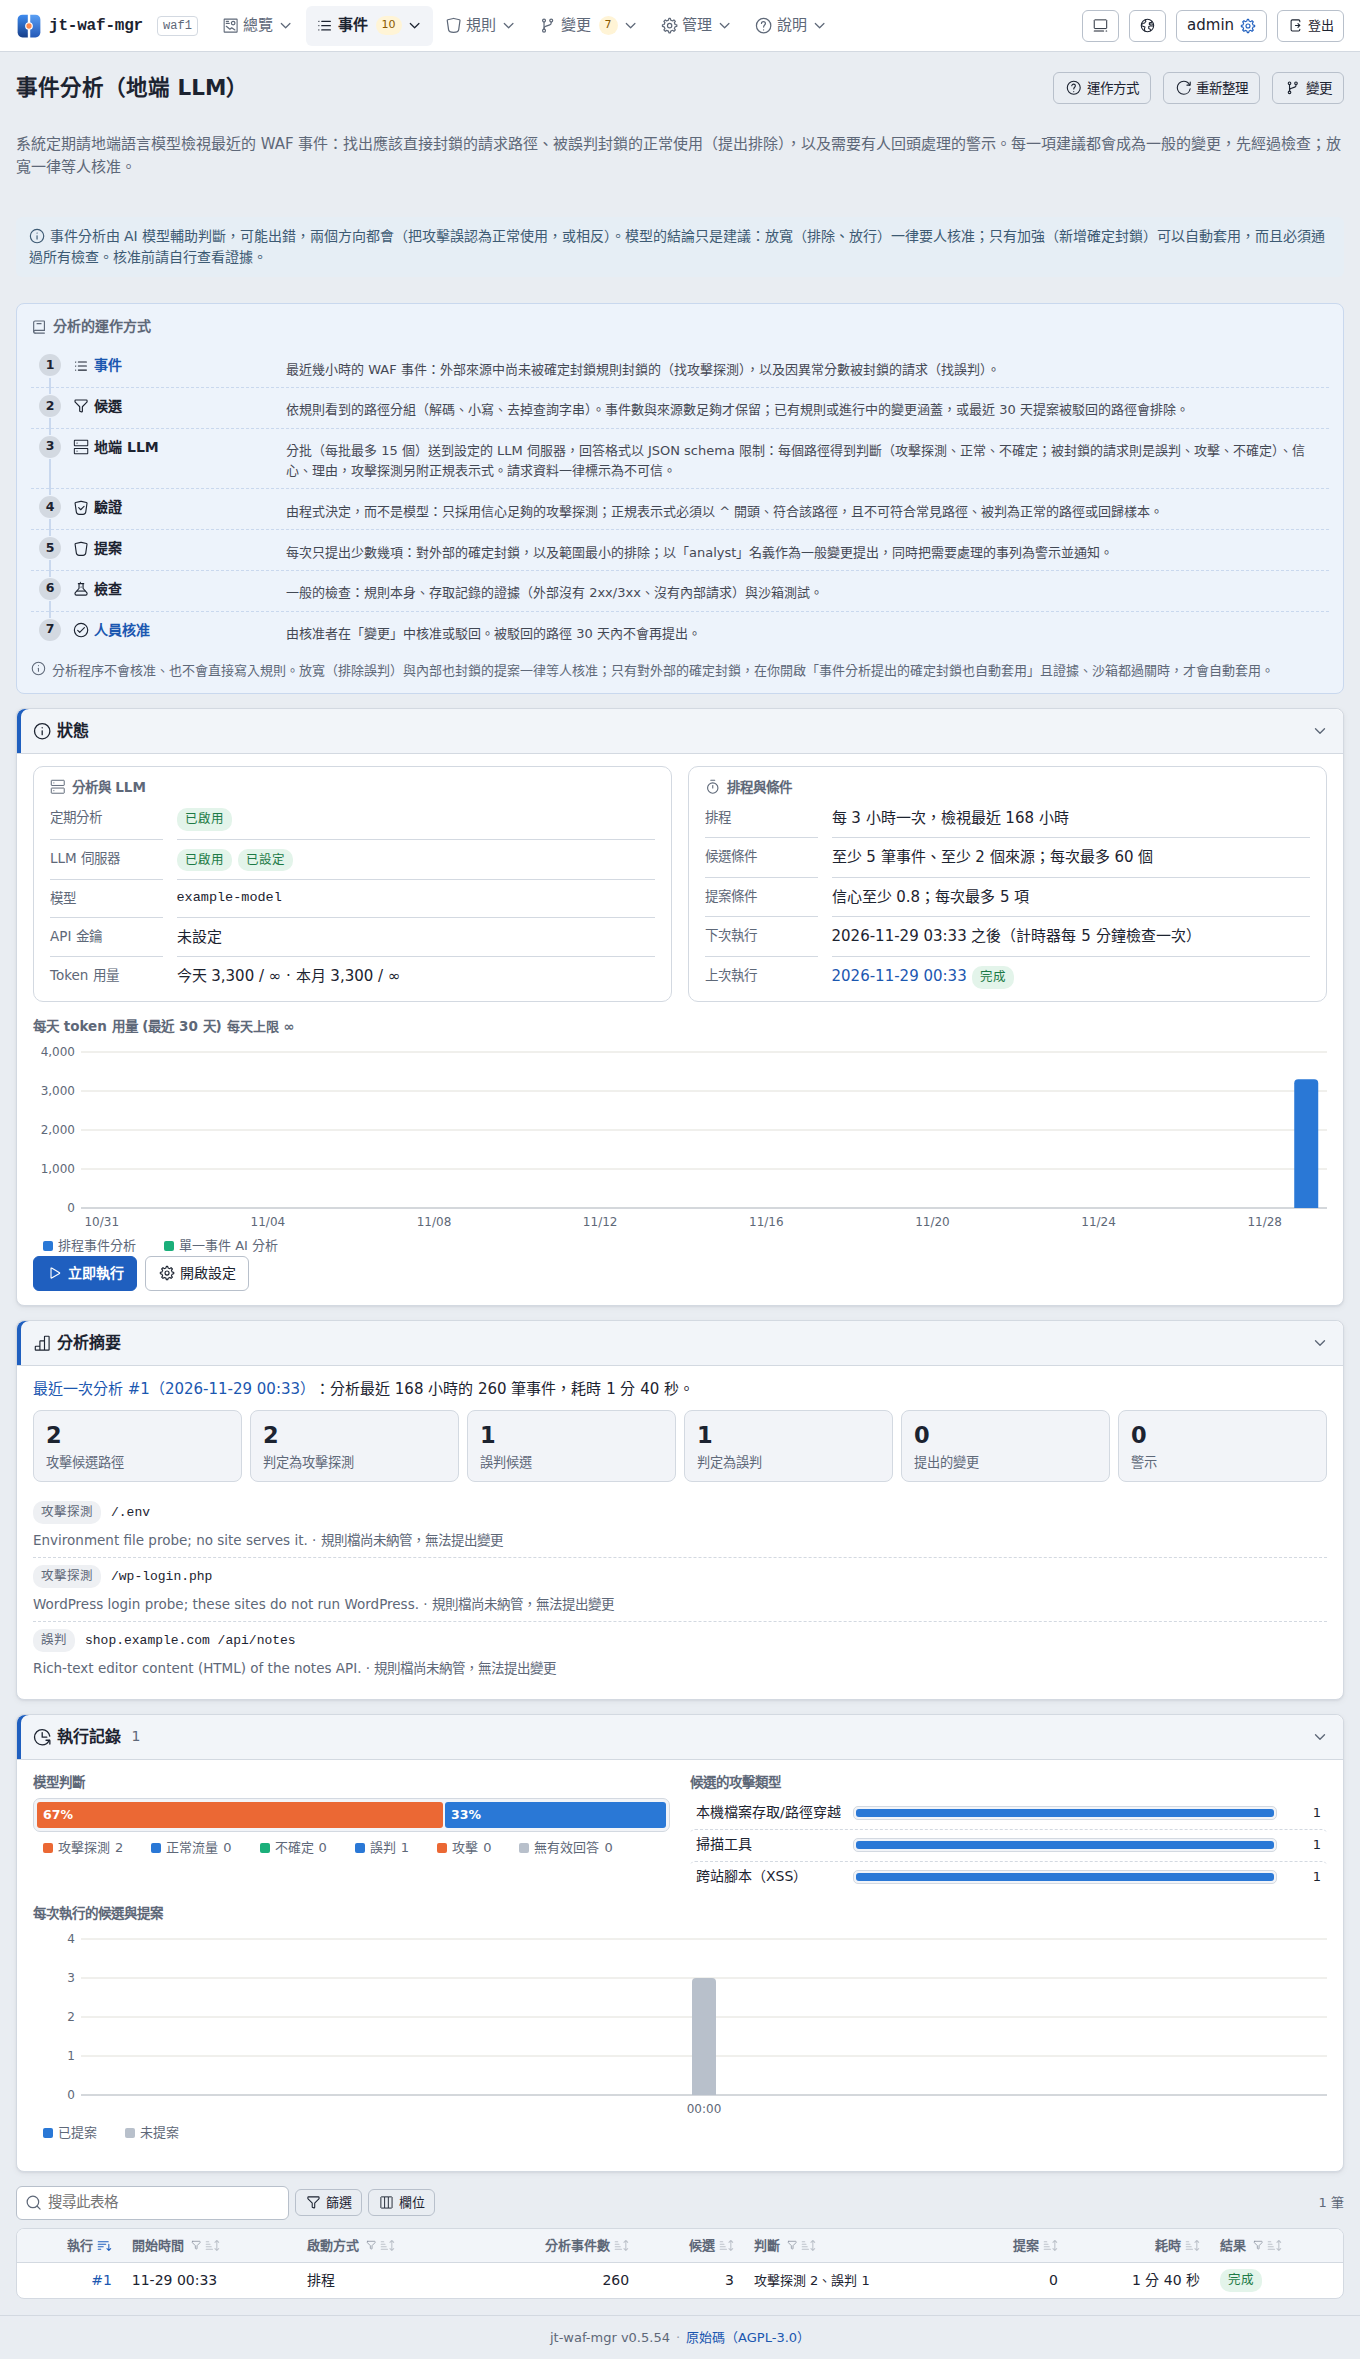 jt-waf-mgr waf1 總覽 事件 10 規則 變更 7 管理 說明 admin 登出
事件分析（地端 LLM） 運作方式 重新整理 變更
系統定期請地端語言模型檢視最近的 WAF 事件：找出應該直接封鎖的請求路徑、被誤判封鎖的正常使用（提出排除），以及需要有人回頭處理的警示。每一項建議都會成為一般的變更，先經過檢查；放
寬一律等人核准。
事件分析由 AI 模型輔助判斷，可能出錯，兩個方向都會（把攻擊誤認為正常使用，或相反）。模型的結論只是建議：放寬（排除、放行）一律要人核准；只有加強（新增確定封鎖）可以自動套用，而且必須通
過所有檢查。核准前請自行查看證據。
分析的運作方式
1 事件 最近幾小時的 WAF 事件：外部來源中尚未被確定封鎖規則封鎖的（找攻擊探測），以及因異常分數被封鎖的請求（找誤判）。
2 候選 依規則看到的路徑分組（解碼、小寫、去掉查詢字串）。事件數與來源數足夠才保留；已有規則或進行中的變更涵蓋，或最近 30 天提案被駁回的路徑會排除。
3 地端 LLM 分批（每批最多 15 個）送到設定的 LLM 伺服器，回答格式以 JSON schema 限制：每個路徑得到判斷（攻擊探測、正常、不確定；被封鎖的請求則是誤判、攻擊、不確定）、信
心、理由，攻擊探測另附正規表示式。請求資料一律標示為不可信。
4 驗證 由程式決定，而不是模型：只採用信心足夠的攻擊探測；正規表示式必須以 ^ 開頭、符合該路徑，且不可符合常見路徑、被判為正常的路徑或回歸樣本。
5 提案 每次只提出少數幾項：對外部的確定封鎖，以及範圍最小的排除；以「analyst」名義作為一般變更提出，同時把需要處理的事列為警示並通知。
6 檢查 一般的檢查：規則本身、存取記錄的證據（外部沒有 2xx/3xx、沒有內部請求）與沙箱測試。
7 人員核准 由核准者在「變更」中核准或駁回。被駁回的路徑 30 天內不會再提出。
分析程序不會核准、也不會直接寫入規則。放寬（排除誤判）與內部也封鎖的提案一律等人核准；只有對外部的確定封鎖，在你開啟「事件分析提出的確定封鎖也自動套用」且證據、沙箱都過關時，才會自動套用。
狀態
分析與 LLM
定期分析 已啟用
LLM 伺服器 已啟用 已設定
模型 example-model
API 金鑰 未設定
Token 用量 今天 3,300 / ∞ · 本月 3,300 / ∞
排程與條件
排程 每 3 小時一次，檢視最近 168 小時
候選條件 至少 5 筆事件、至少 2 個來源；每次最多 60 個
提案條件 信心至少 0.8；每次最多 5 項
下次執行 2026-11-29 03:33 之後（計時器每 5 分鐘檢查一次）
上次執行 2026-11-29 00:33 完成
每天 token 用量 (最近 30 天) 每天上限 ∞
4,000
3,000
2,000
1,000
0
10/31 11/04 11/08 11/12 11/16 11/20 11/24 11/28
排程事件分析 單一事件 AI 分析
立即執行 開啟設定
分析摘要
最近一次分析 #1（2026-11-29 00:33）：分析最近 168 小時的 260 筆事件，耗時 1 分 40 秒。
2 2 1 1 0 0
攻擊候選路徑 判定為攻擊探測 誤判候選 判定為誤判 提出的變更 警示
攻擊探測 /.env
Environment file probe; no site serves it. · 規則檔尚未納管，無法提出變更
攻擊探測 /wp-login.php
WordPress login probe; these sites do not run WordPress. · 規則檔尚未納管，無法提出變更
誤判 shop.example.com /api/notes
Rich-text editor content (HTML) of the notes API. · 規則檔尚未納管，無法提出變更
執行記錄 1
模型判斷
67% 33%
攻擊探測 2 正常流量 0 不確定 0 誤判 1 攻擊 0 無有效回答 0
候選的攻擊類型
本機檔案存取/路徑穿越 1
掃描工具 1
跨站腳本（XSS） 1
每次執行的候選與提案
4
3
2
1
0
00:00
已提案 未提案
搜尋此表格 篩選 欄位 1 筆
執行 開始時間 啟動方式 分析事件數 候選 判斷 提案 耗時 結果
#1 11-29 00:33 排程 260 3 攻擊探測 2、誤判 1 0 1 分 40 秒 完成
jt-waf-mgr v0.5.54 · 原始碼（AGPL-3.0）